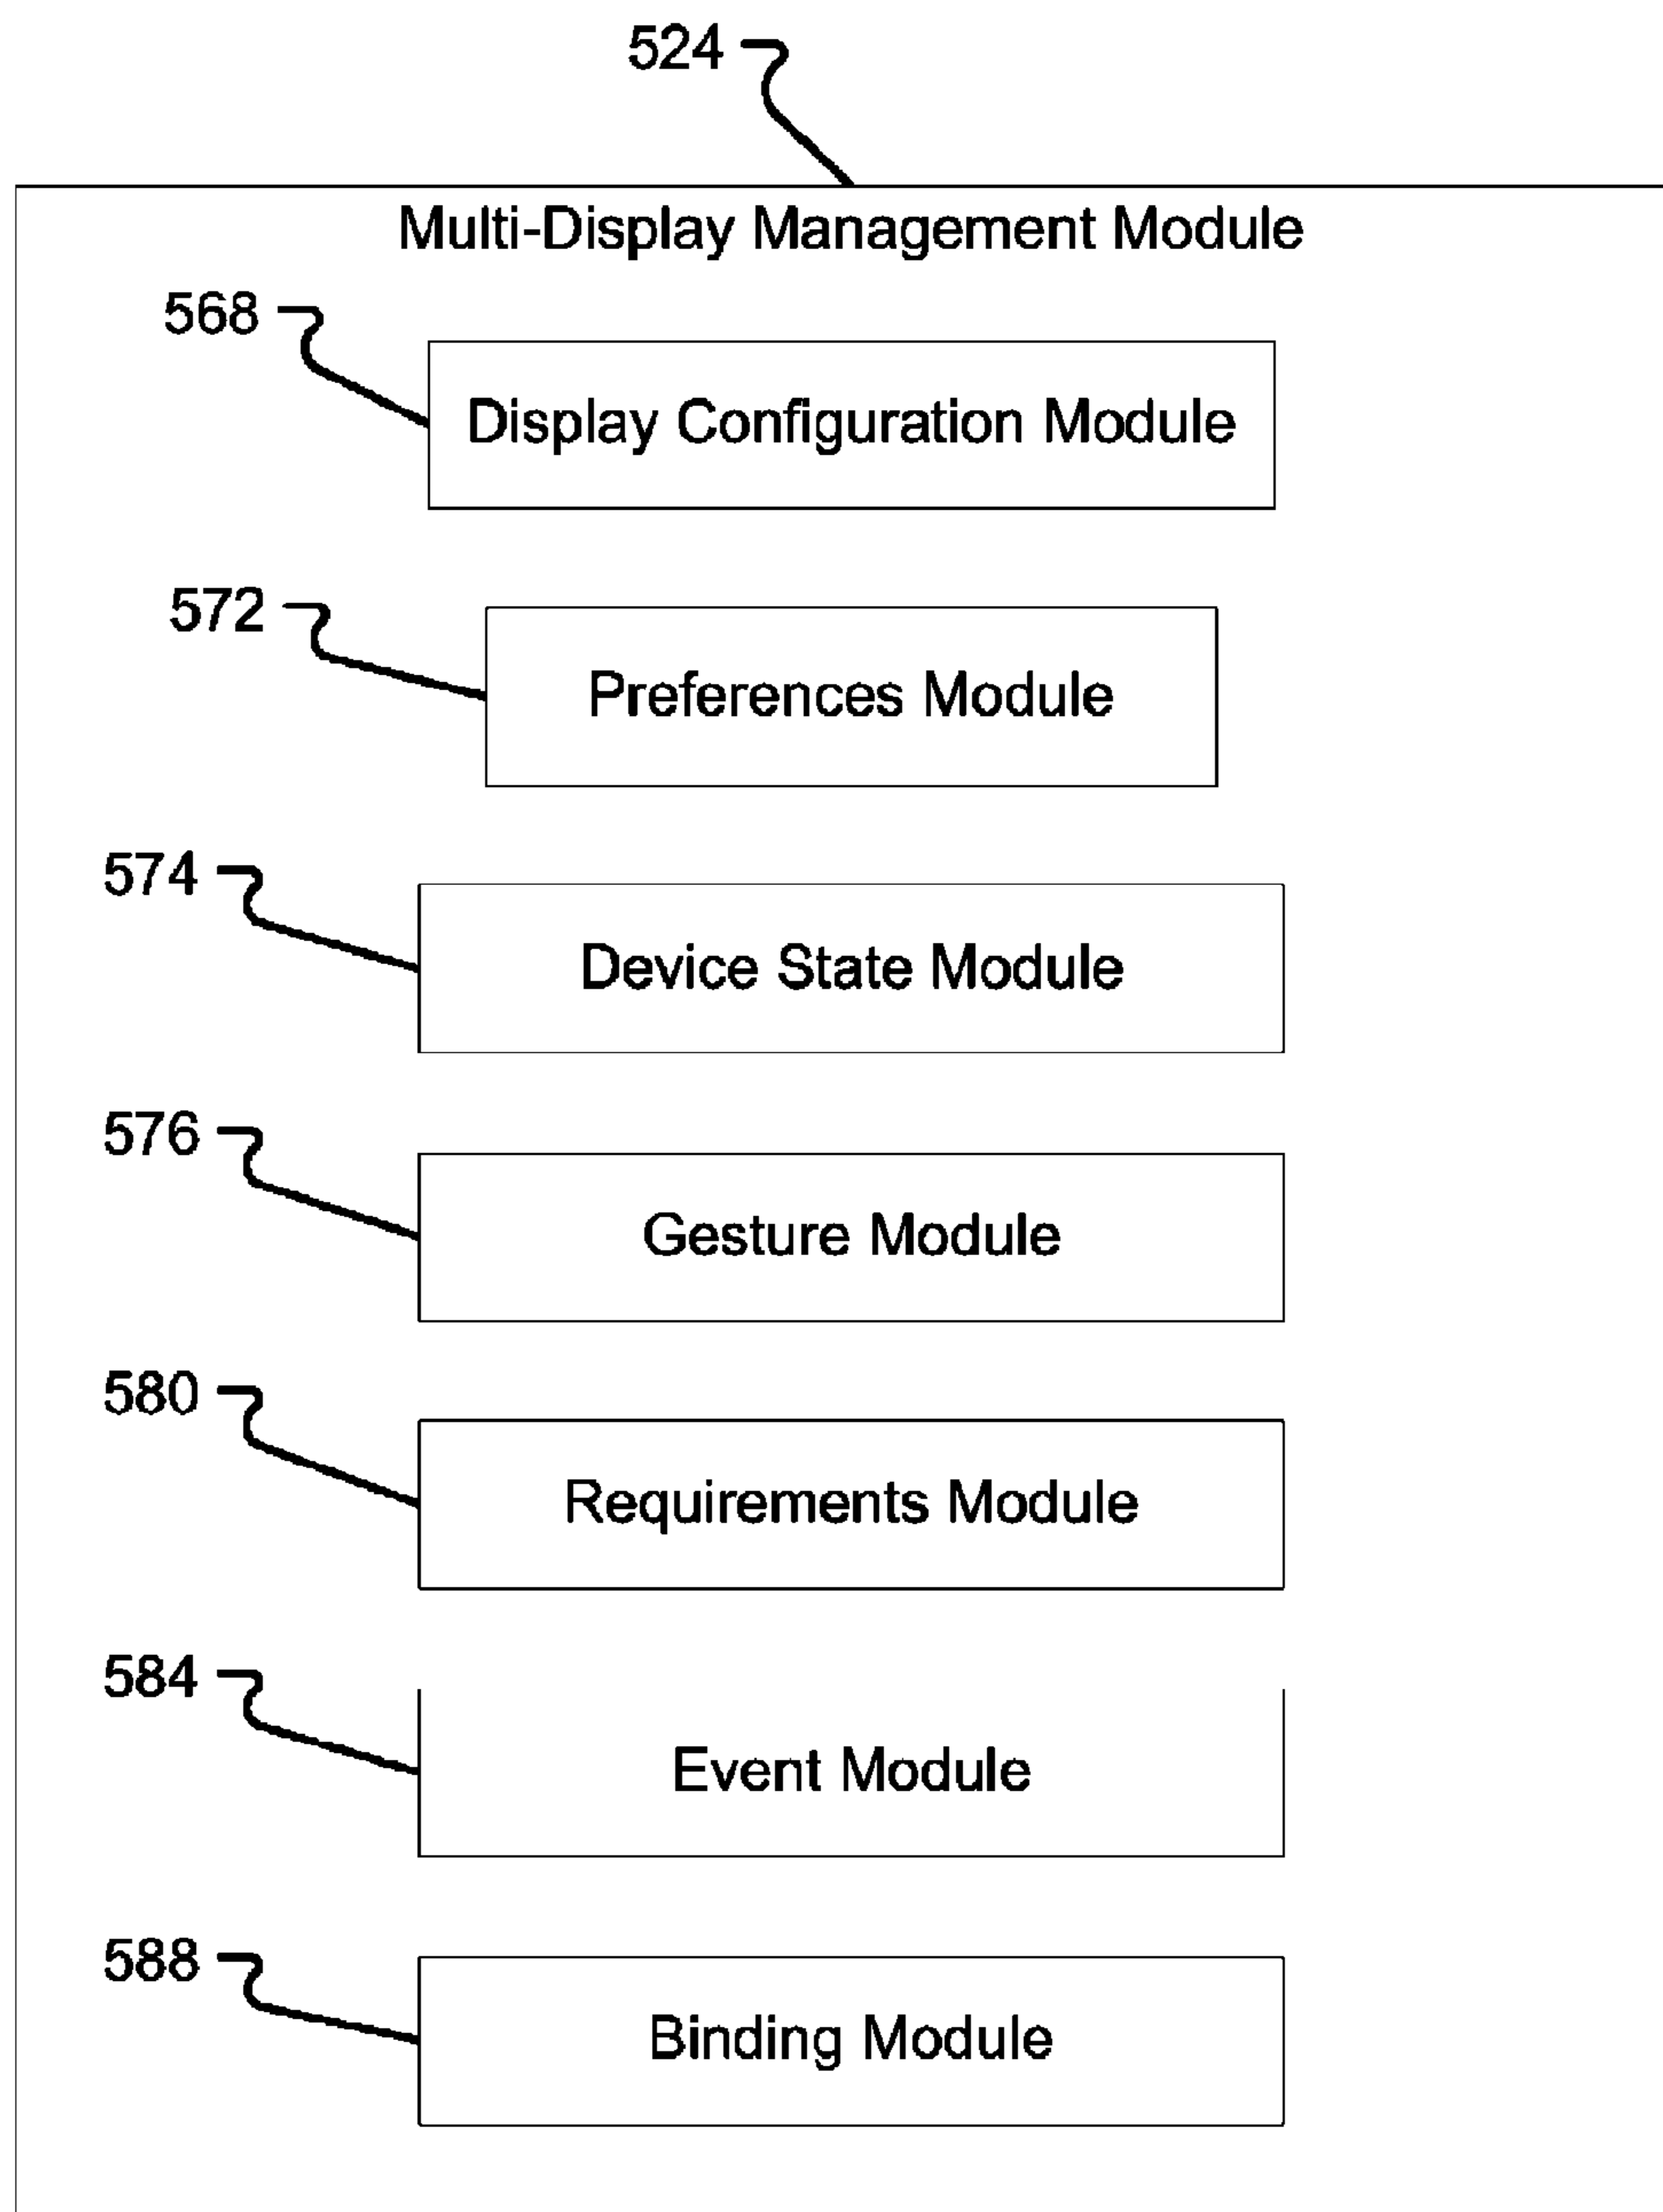 524
Multi-Display Management Module
568
Display Configuration Module
572
Preferences Module
574
Device State Module
576
Gesture Module
580
Requirements Module
584
Event Module
588
Binding Module